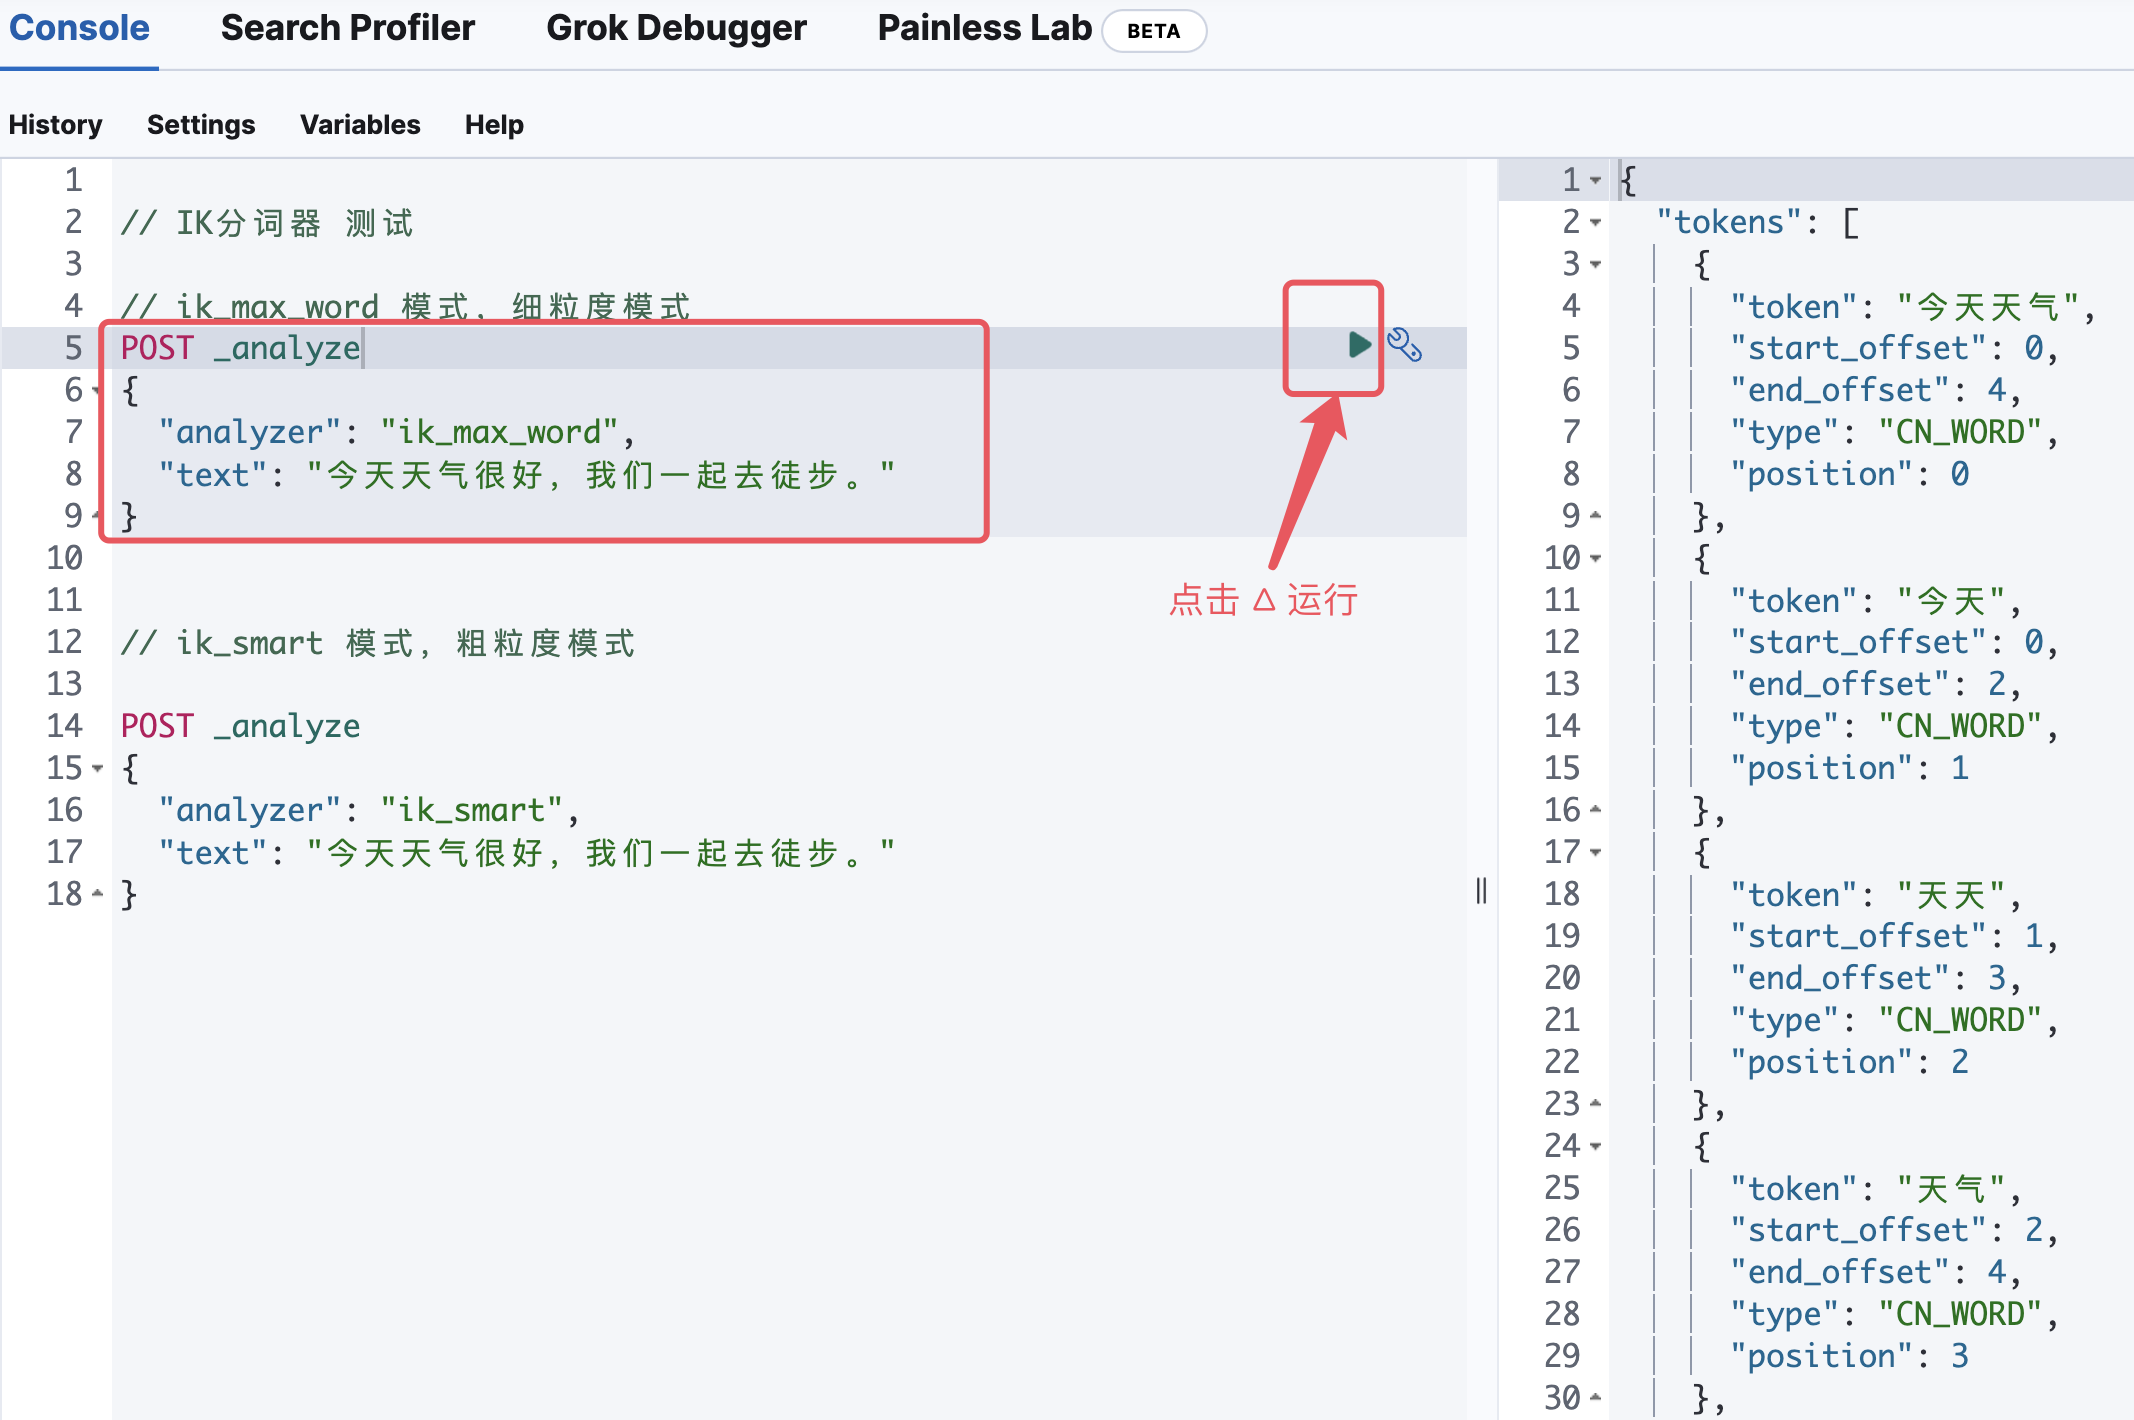 Console Search Profiler Grok Debugger Painless Lab BETA
History Settings Variables Help
1
2 // IK分词器 测试
3
4 // ik_max_word 模式，细粒度模式
5 POST _analyze
6 {
7 "analyzer": "ik_max_word",
8 "text": "今天天气很好，我们一起去徒步。"
9 }
10
11
12 // ik_smart 模式，粗粒度模式
13
14 POST _analyze
15 {
16 "analyzer": "ik_smart",
17 "text": "今天天气很好，我们一起去徒步。"
18 }
点击 △ 运行
1 {
2 "tokens": [
3 {
4 "token": "今天天气",
5 "start_offset": 0,
6 "end_offset": 4,
7 "type": "CN_WORD",
8 "position": 0
9 },
10 {
11 "token": "今天",
12 "start_offset": 0,
13 "end_offset": 2,
14 "type": "CN_WORD",
15 "position": 1
16 },
17 {
18 "token": "天天",
19 "start_offset": 1,
20 "end_offset": 3,
21 "type": "CN_WORD",
22 "position": 2
23 },
24 {
25 "token": "天气",
26 "start_offset": 2,
27 "end_offset": 4,
28 "type": "CN_WORD",
29 "position": 3
30 },